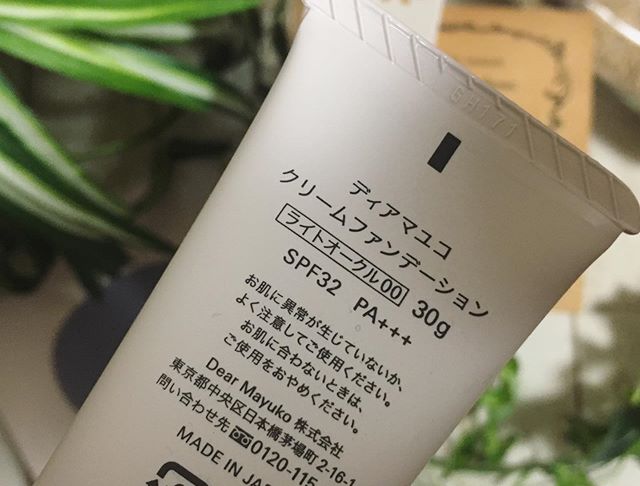 GH171
ディアマユコ
クリームファンデーション
ライトオークル00 30g
SPF32 PA+++
お肌に異常が生じていないか、
よく注意してご使用ください。
お肌に合わないときは、
ご使用をおやめください。
Dear Mayuko 株式会社
東京都中央区日本橋茅場町2-16-1
問い合わせ先 0120-115
MADE IN JA